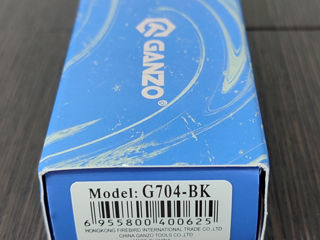 GANZO®
Model: G704-BK
6 955800 400625
HONGKONG FIREBIRD INTERNATIONAL TRADE CO.,LTD
CHINA GANZO TOOLS CO.,LTD